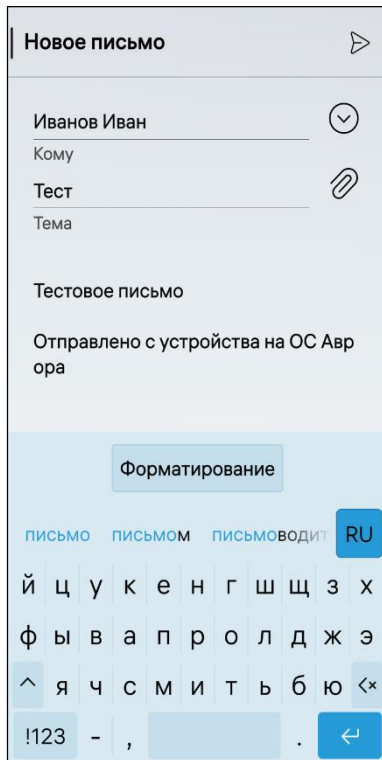 Новое письмо
Иванов Иван
Кому
Тест
Тема
Тестовое письмо
Отправлено с устройства на ОС Авр
ора
Форматирование
письмо письмом письмоводит RU
й ц у к е н г ш щ з х
ф ы в а п р о л д ж э
я ч с м и т ь б ю
!123 - , .